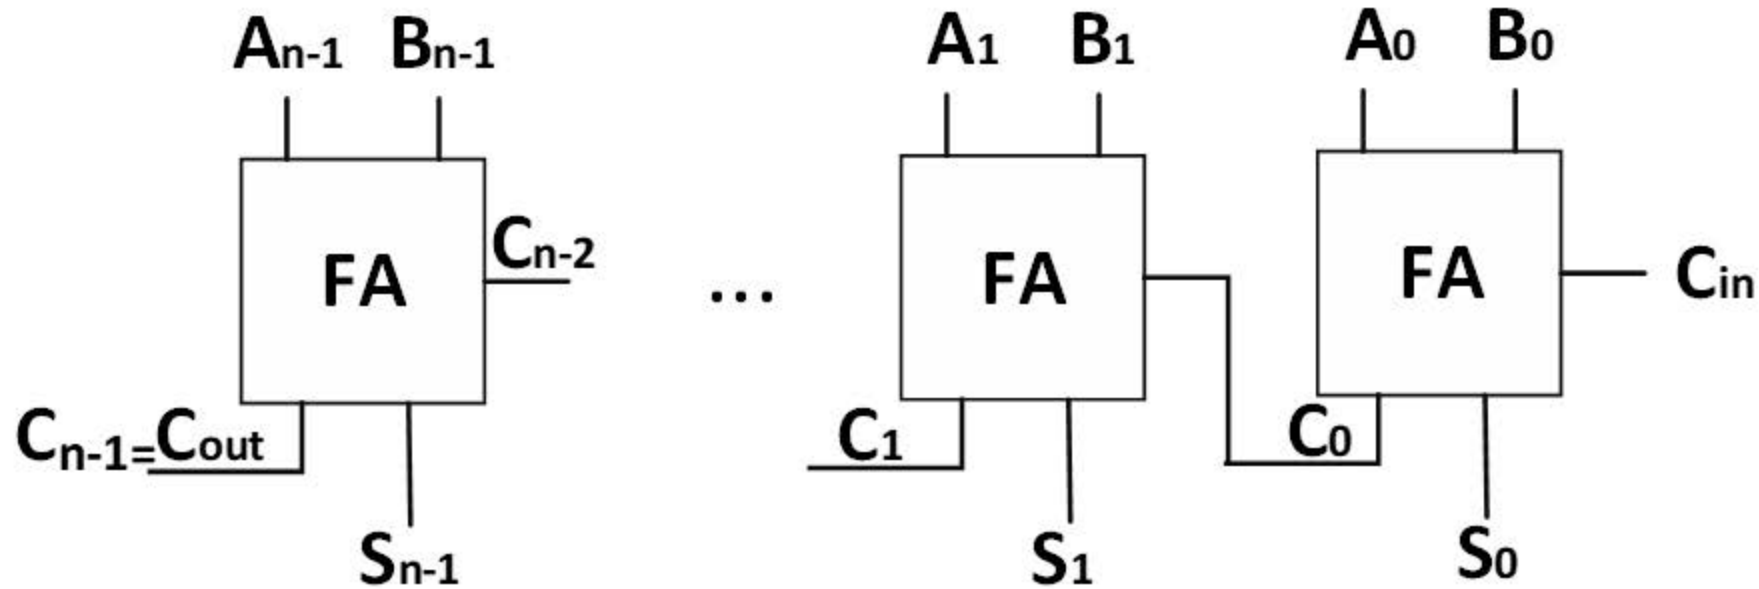 An-1 Bn-1 A1 B1 A0 B0
FA Cn-2 ... FA FA Cin
Cn-1=Cout C1 C0
Sn-1 S1 S0